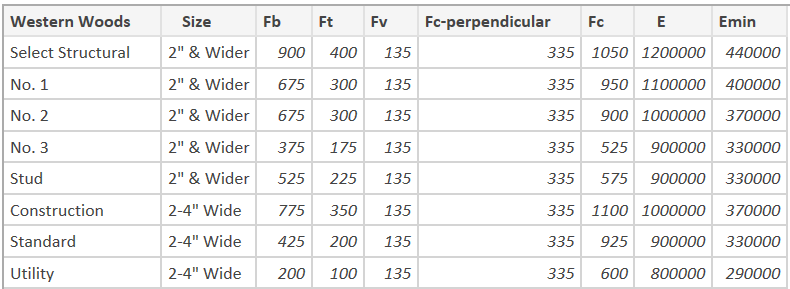 Western Woods Size Fb Ft Fv Fc-perpendicular Fc E Emin
Select Structural 2" & Wider 900 400 135 335 1050 1200000 440000
No. 1 2" & Wider 675 300 135 335 950 1100000 400000
No. 2 2" & Wider 675 300 135 335 900 1000000 370000
No. 3 2" & Wider 375 175 135 335 525 900000 330000
Stud 2" & Wider 525 225 135 335 575 900000 330000
Construction 2-4" Wide 775 350 135 335 1100 1000000 370000
Standard 2-4" Wide 425 200 135 335 925 900000 330000
Utility 2-4" Wide 200 100 135 335 600 800000 290000